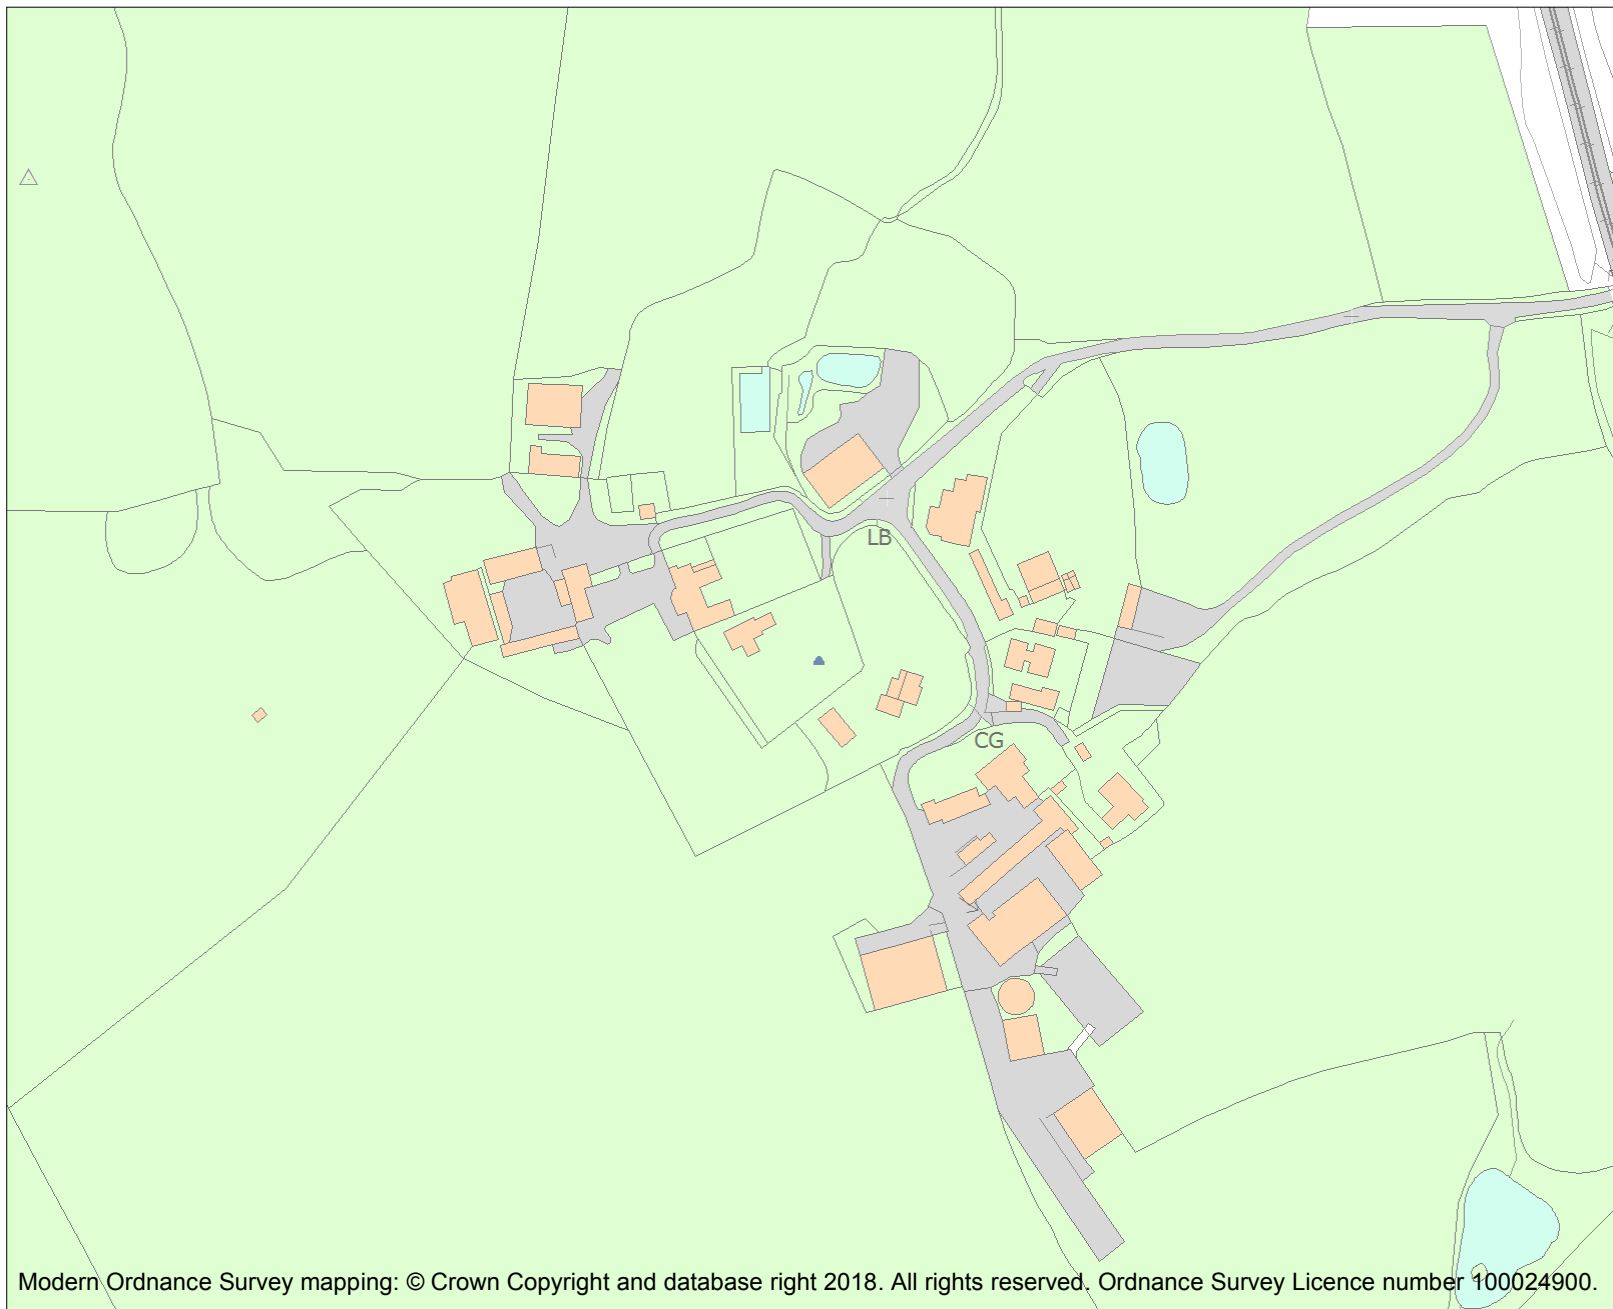 LB
CG
Modern Ordnance Survey mapping: © Crown Copyright and database right 2018. All rights reserved. Ordnance Survey Licence number 100024900.